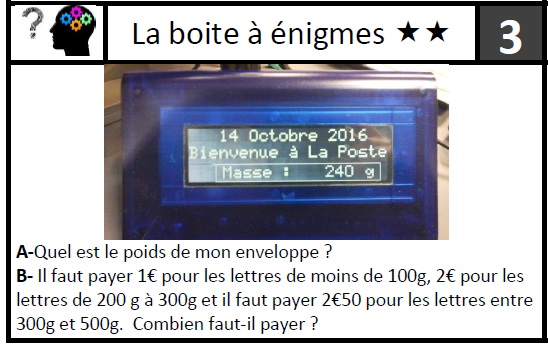 ?
La boite à énigmes ★★
3
14 Octobre 2016
Bienvenue à La Poste
Masse : 240 g
A-Quel est le poids de mon enveloppe ?
B- Il faut payer 1€ pour les lettres de moins de 100g, 2€ pour les
lettres de 200 g à 300g et il faut payer 2€50 pour les lettres entre
300g et 500g. Combien faut-il payer ?